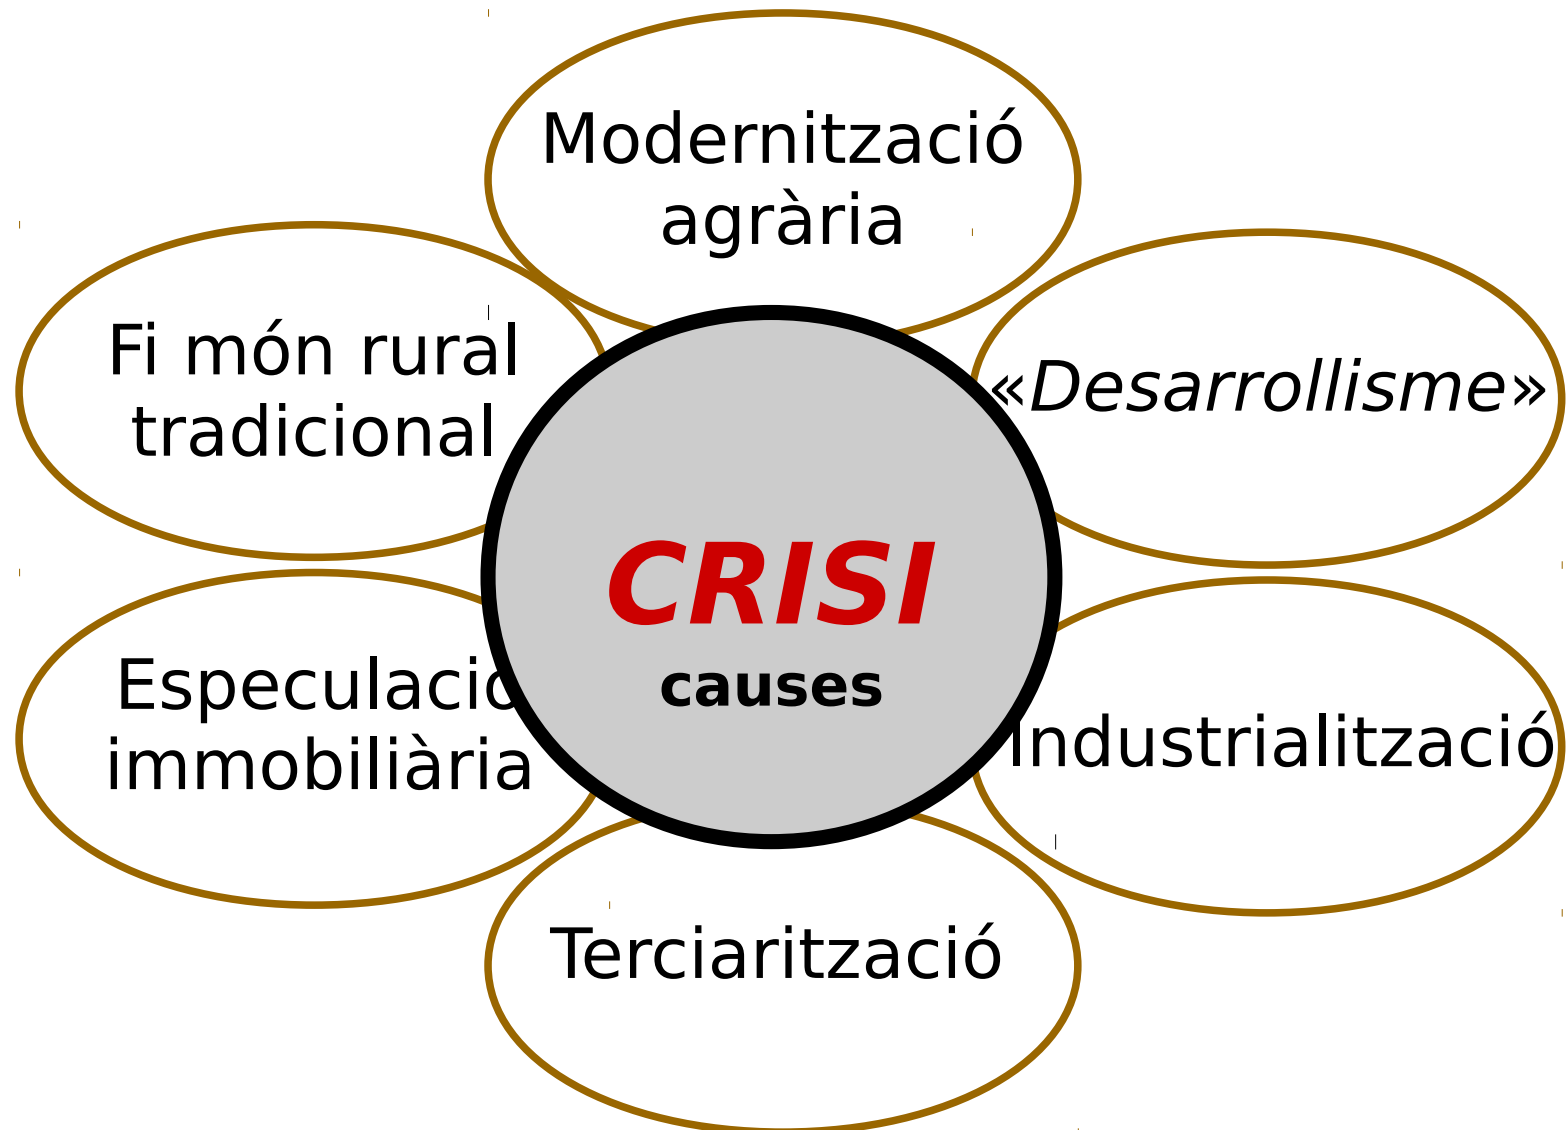 Modernització
agrària
Fi món rural
tradicional
«Desarrollisme»
CRISI
causes
Especulació
immobiliària
Industrialització
Terciarització